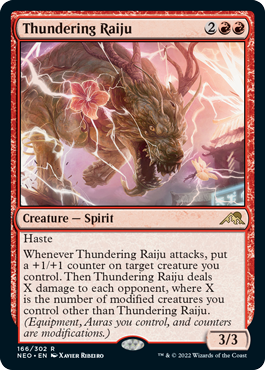 Thundering Raiju 2
Creature — Spirit
Haste
Whenever Thundering Raiju attacks, put
a +1/+1 counter on target creature you
control. Then Thundering Raiju deals
X damage to each opponent, where X
is the number of modified creatures you
control other than Thundering Raiju.
(Equipment, Auras you control, and counters
are modifications.)
3/3
166/302 R
NEO • EN Xavier Ribeiro
™ & © 2022 Wizards of the Coast